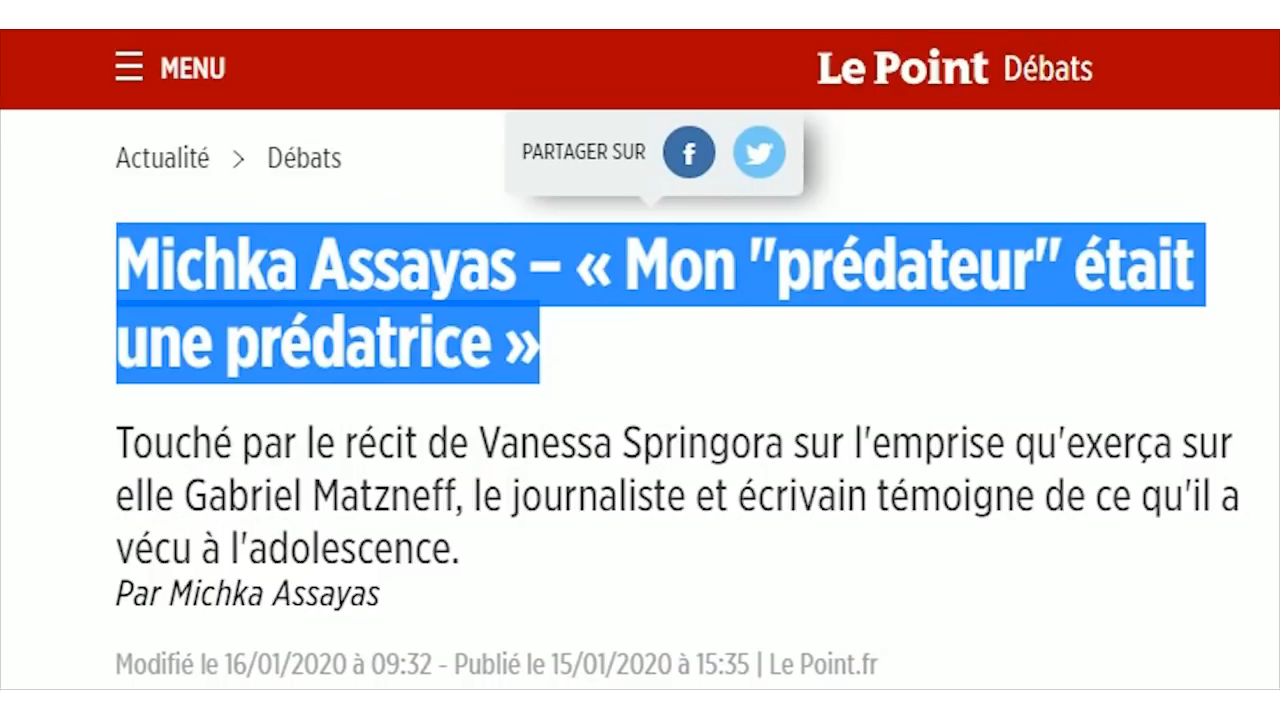 MENU
Le Point Débats
Actualité > Débats
PARTAGER SUR
Michka Assayas – « Mon "prédateur" était
une prédatrice »
Touché par le récit de Vanessa Springora sur l'emprise qu'exerça sur
elle Gabriel Matzneff, le journaliste et écrivain témoigne de ce qu'il a
vécu à l'adolescence.
Par Michka Assayas
Modifié le 16/01/2020 à 09:32 - Publié le 15/01/2020 à 15:35 | Le Point.fr